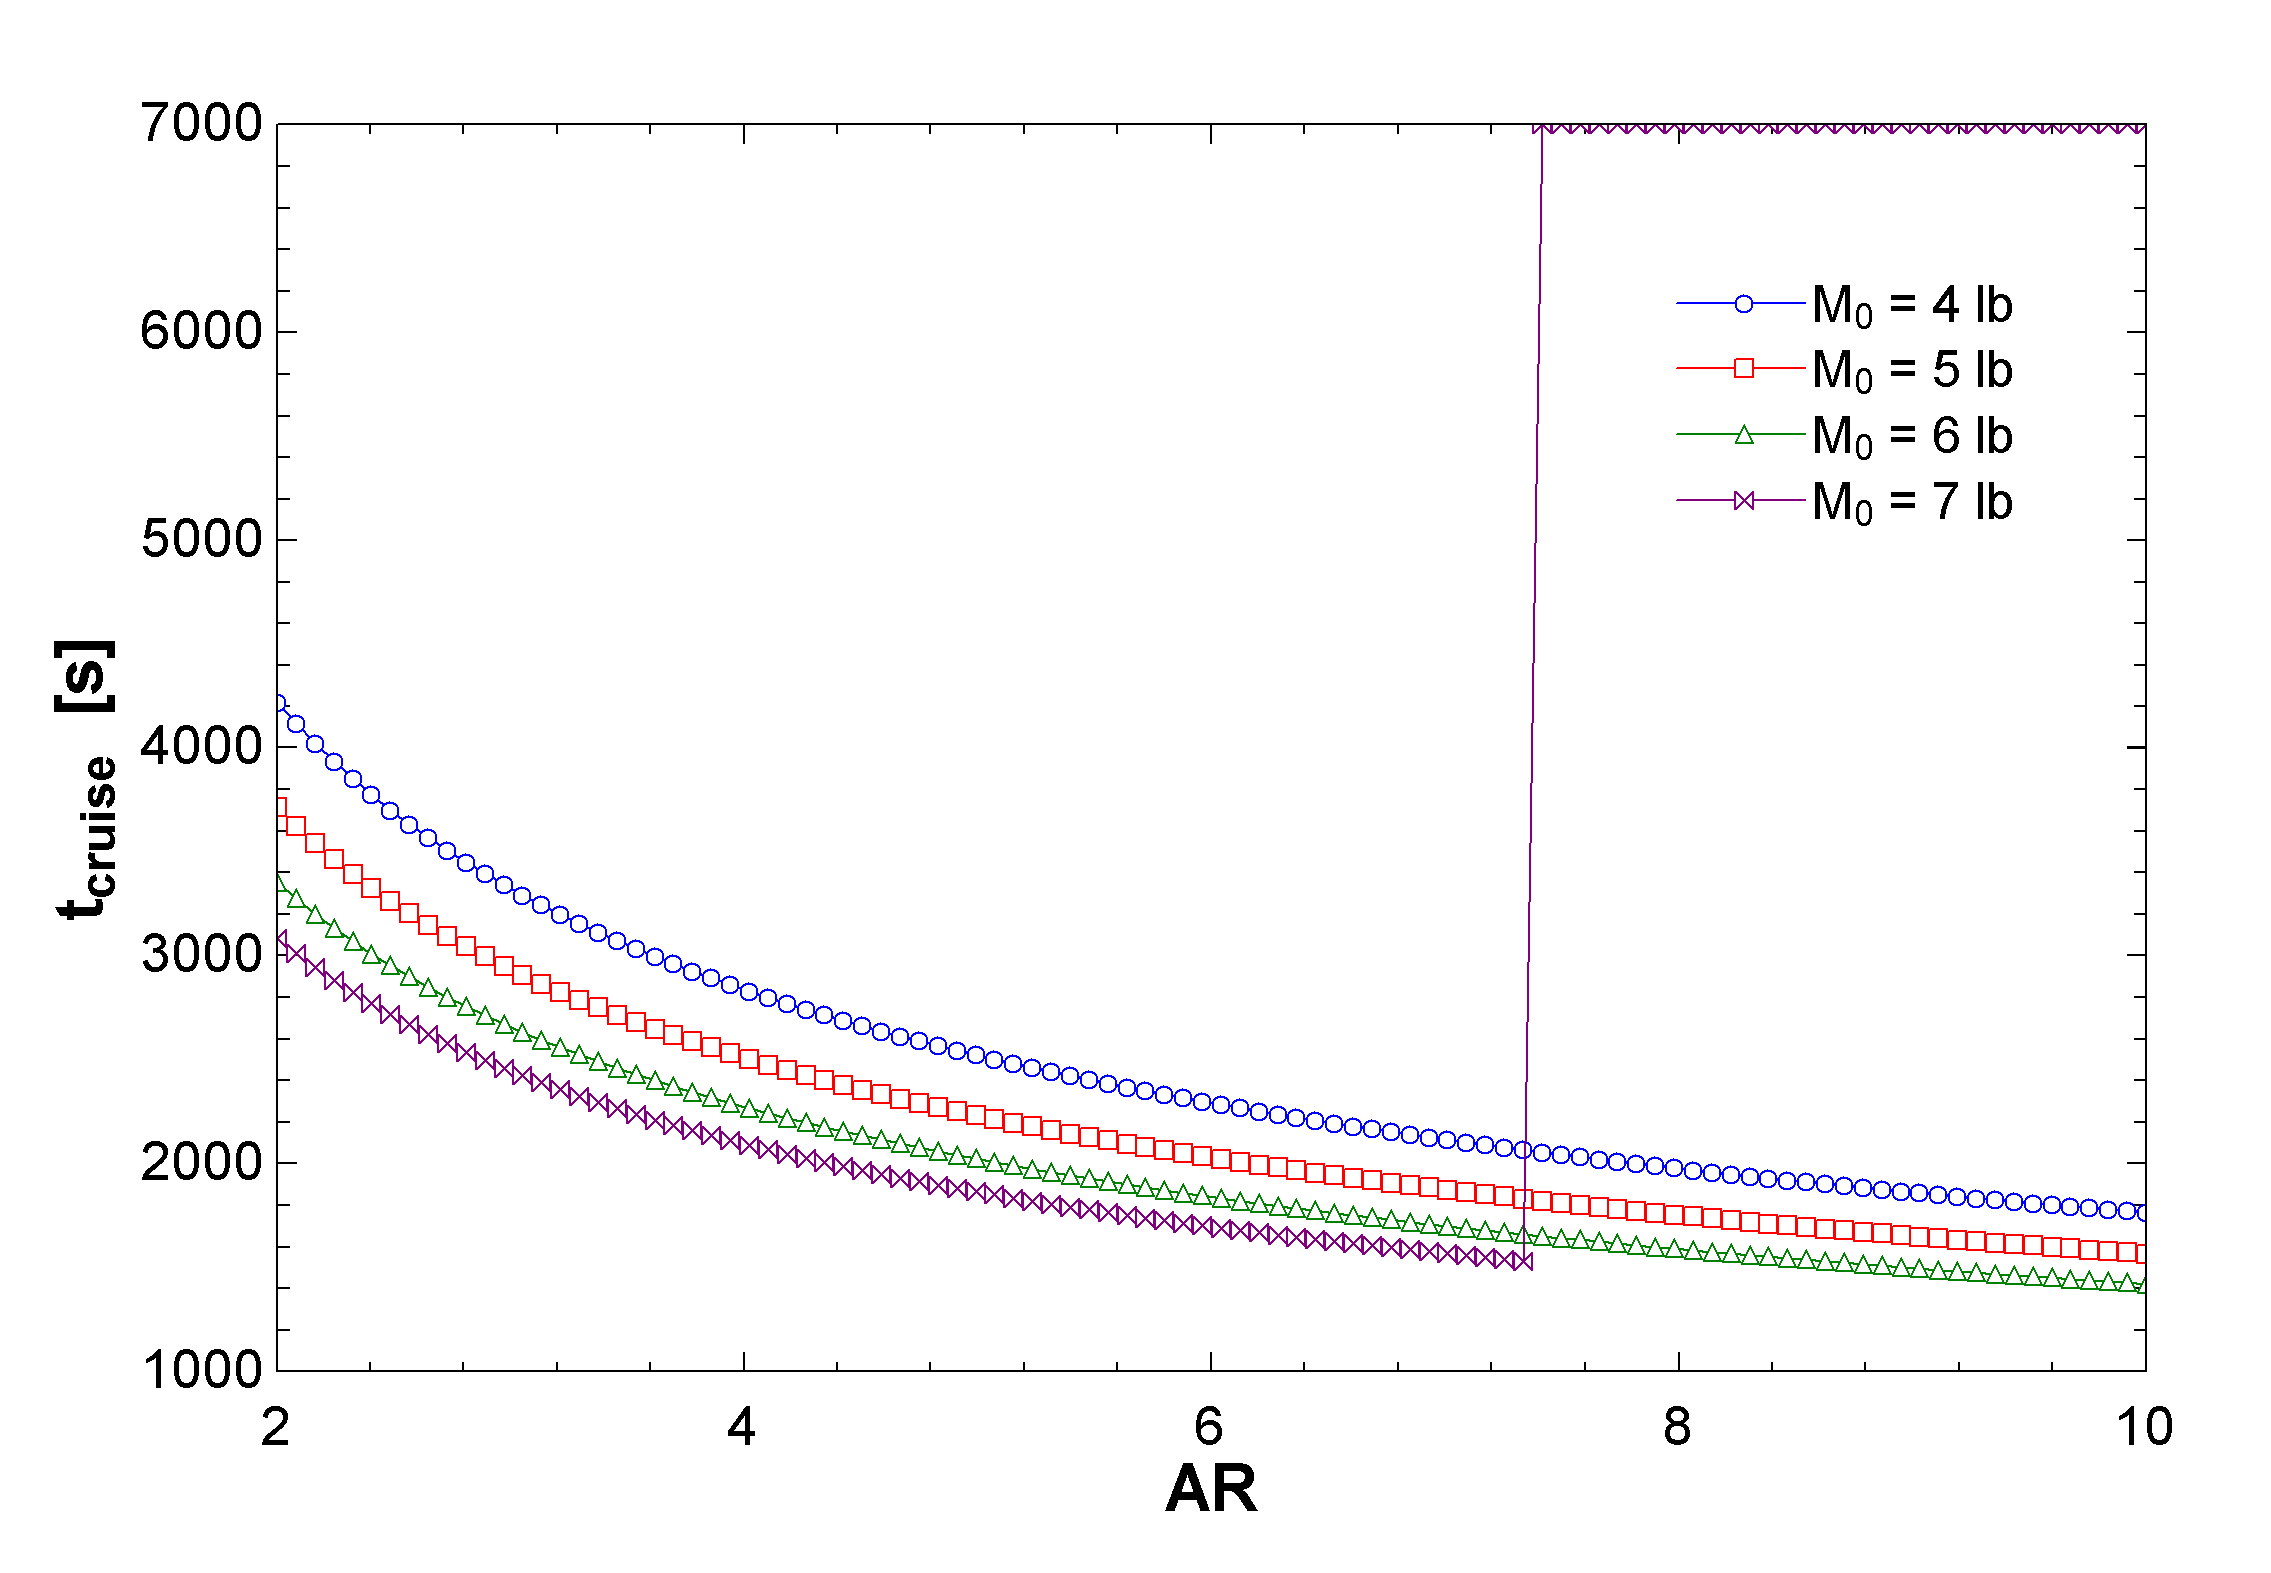 7000
6000
5000
4000
3000
2000
1000
t_cruise [s]
M₀ = 4 lb
M₀ = 5 lb
M₀ = 6 lb
M₀ = 7 lb
2 4 6 8 10
AR